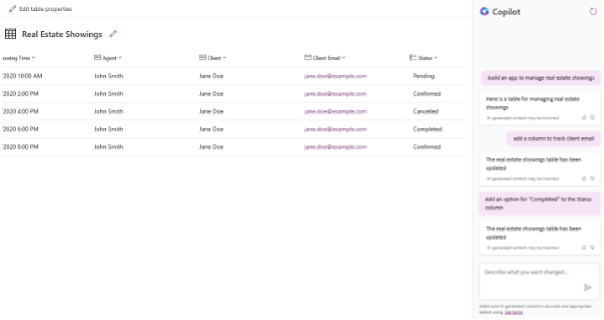 Edit table properties
Real Estate Showings
owing Time
Agent
Client
Client Email
Status
2020 10:00 AM
John Smith
Jane Doe
jane.doe@example.com
Pending
2020 2:00 PM
John Smith
Jane Doe
jane.doe@example.com
Confirmed
2020 4:00 PM
John Smith
Jane Doe
jane.doe@example.com
Cancelled
2020 6:00 PM
John Smith
Jane Doe
jane.doe@example.com
Completed
2020 8:00 PM
John Smith
Jane Doe
jane.doe@example.com
Confirmed
Copilot
build an app to manage real estate showings
Here is a table for managing real estate
showings
AI-generated content may be incorrect
add a column to track client email
The real estate showings table has been
updated
AI-generated content may be incorrect
Add an option for "Completed" to the Status
column
The real estate showings table has been
updated
AI-generated content may be incorrect
Describe what you want changed...
Make sure AI-generated content is accurate and appropriate
before using. See terms